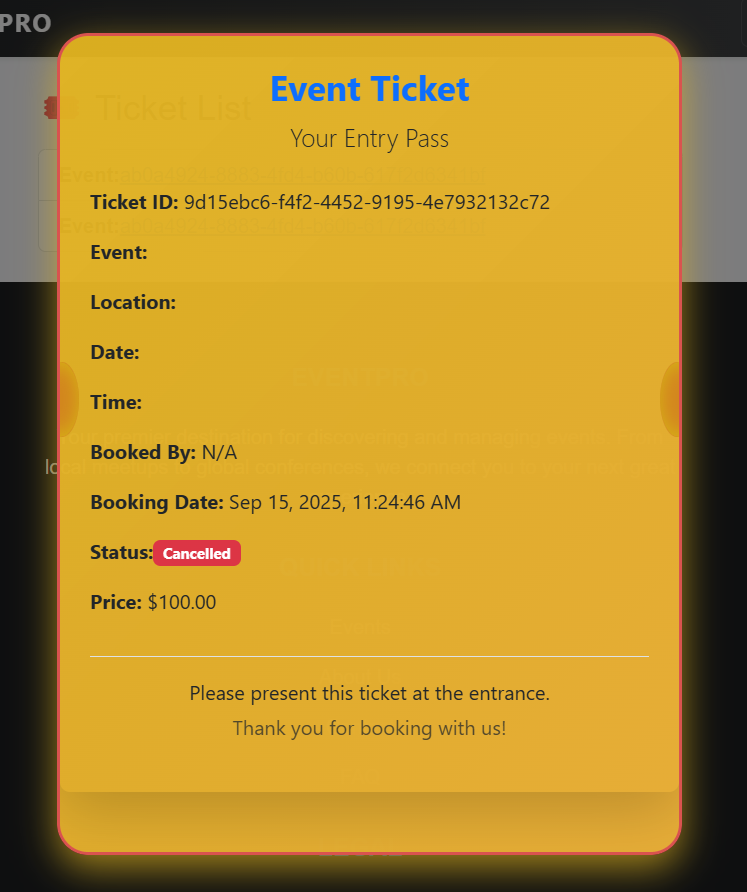 PRO
Ticket List
Event Ticket
Your Entry Pass
Event:
Ticket ID: 9d15ebc6-f4f2-4452-9195-4e7932132c72
Event:
Event:
Location:
Date:
EVENTPRO
Time:
Booked By: N/A
Booking Date: Sep 15, 2025, 11:24:46 AM
Status: Cancelled
Price: $100.00
Events
Please present this ticket at the entrance.
Thank you for booking with us!